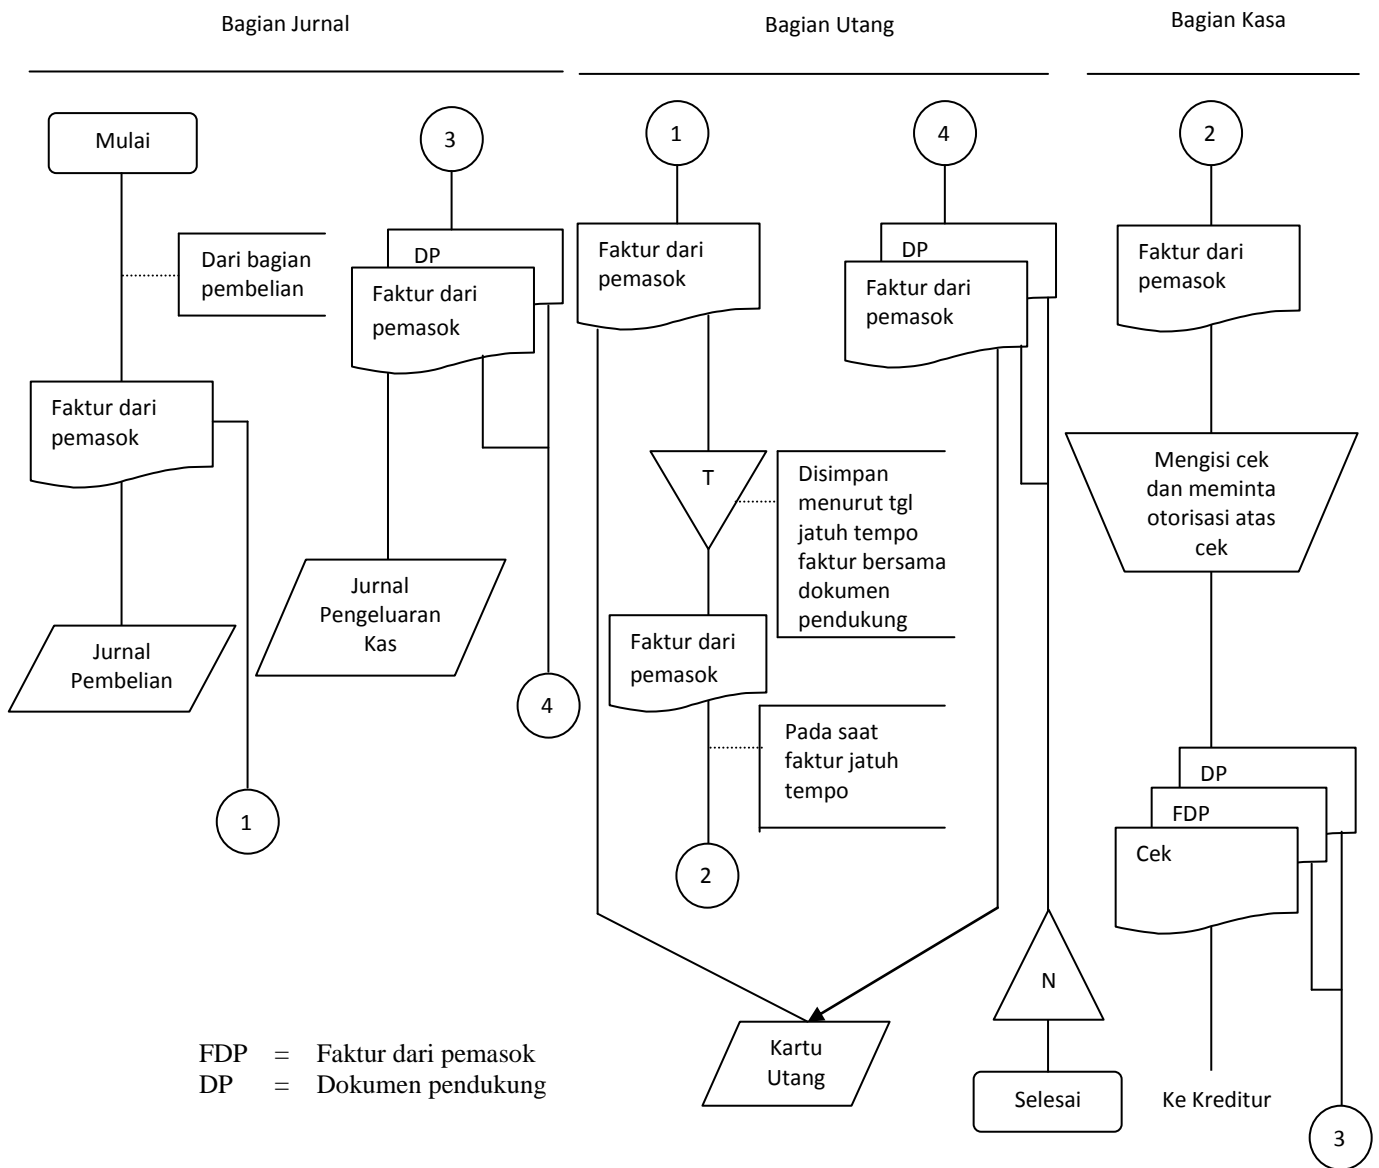 Bagian Jurnal
Bagian Utang
Bagian Kasa
Mulai
Dari bagian
pembelian
Faktur dari
pemasok
Jurnal
Pembelian
1
3
DP
Faktur dari
pemasok
Jurnal
Pengeluaran
Kas
4
1
Faktur dari
pemasok
T
Disimpan
menurut tgl
jatuh tempo
faktur bersama
dokumen
pendukung
Faktur dari
pemasok
Pada saat
faktur jatuh
tempo
2
4
DP
Faktur dari
pemasok
N
Kartu
Utang
Selesai
2
Faktur dari
pemasok
Mengisi cek
dan meminta
otorisasi atas
cek
DP
FDP
Cek
Ke Kreditur
3
FDP = Faktur dari pemasok
DP = Dokumen pendukung